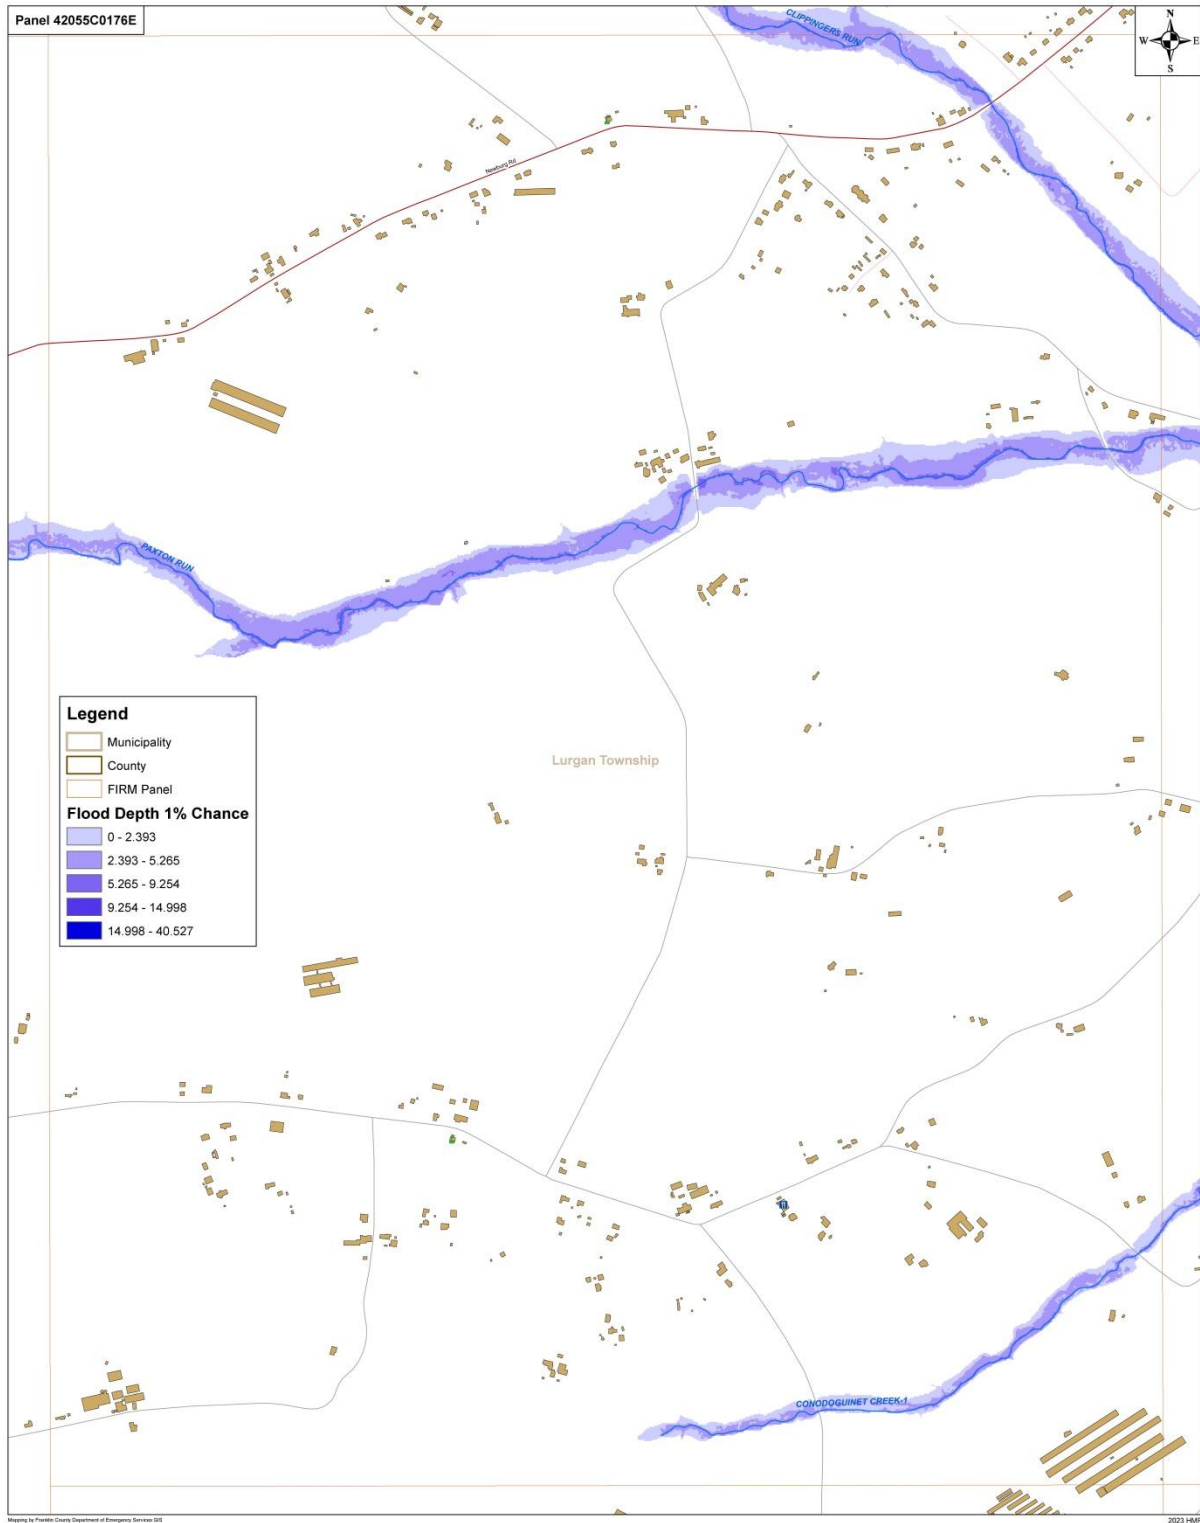 Panel 42055C0176E
N
W E
S
CLIPPINGERS RUN
Newburg Rd
PAXTON RUN
Legend
Municipality
County
FIRM Panel
Flood Depth 1% Chance
0 - 2.393
2.393 - 5.265
5.265 - 9.254
9.254 - 14.998
14.998 - 40.527
Lurgan Township
CONODOGUINET CREEK-1
Mapping by Franklin County Department of Emergency Services GIS
2023 HMP